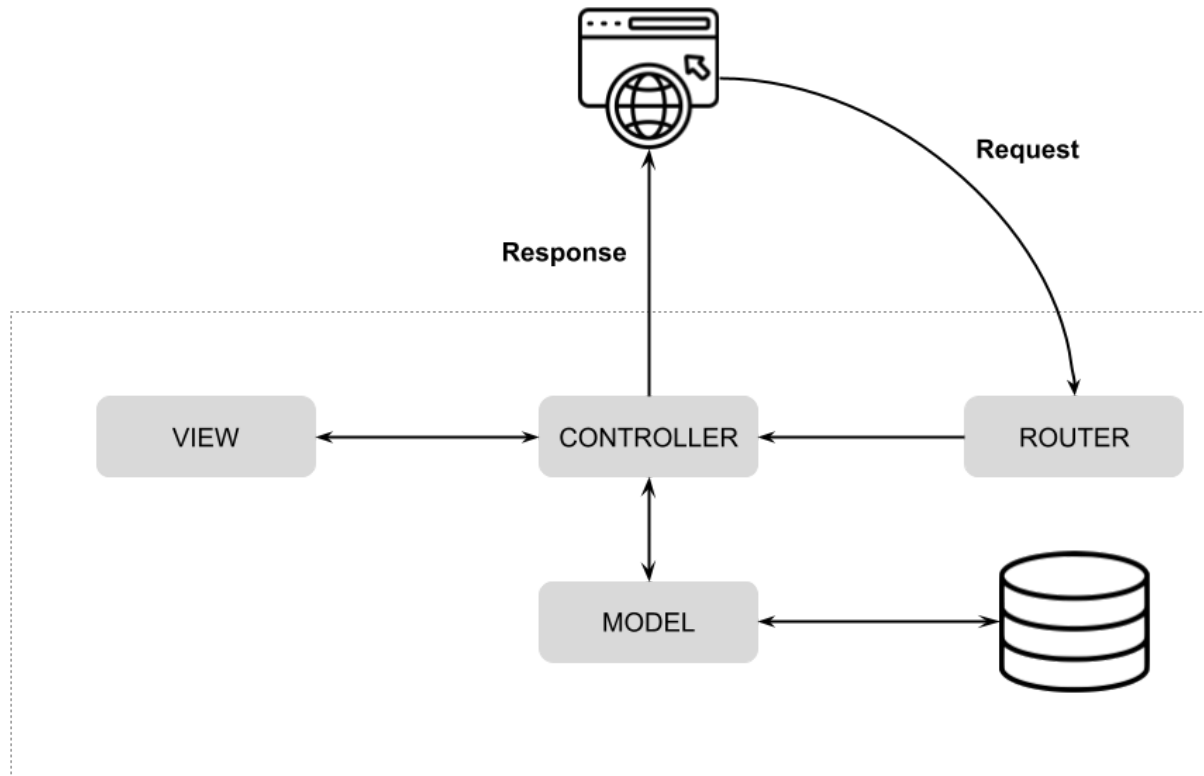 Request
Response
VIEW
CONTROLLER
ROUTER
MODEL